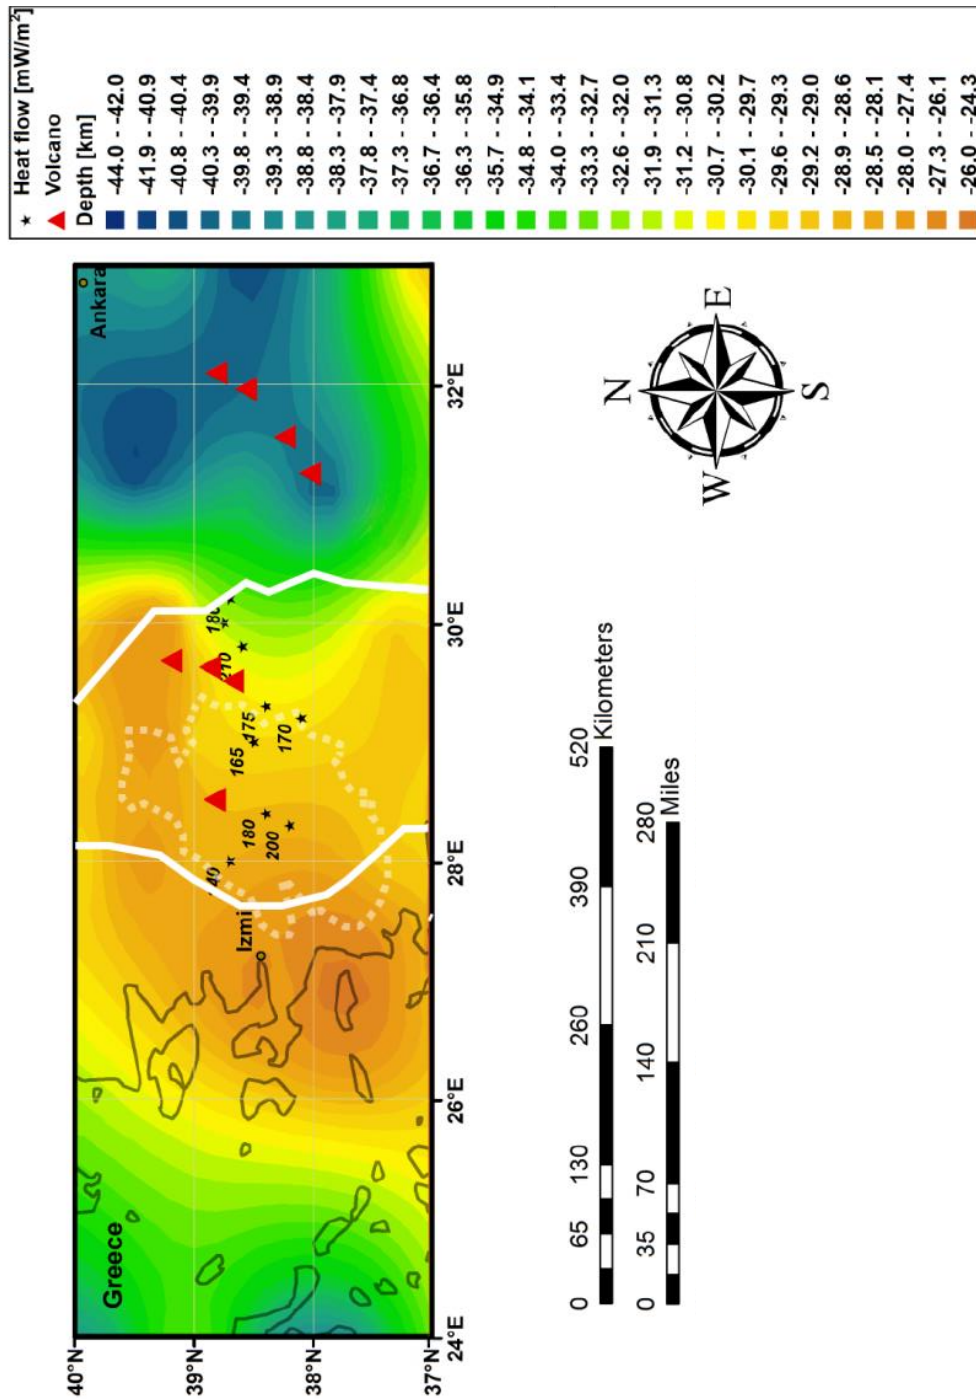 Heat flow [mW/m²]
Volcano
Depth [km]
-44.0 - -42.0
-41.9 - -40.9
-40.8 - -40.4
-40.3 - -39.9
-39.8 - -39.4
-39.3 - -38.9
-38.8 - -38.4
-38.3 - -37.9
-37.8 - -37.4
-37.3 - -36.8
-36.7 - -36.4
-36.3 - -35.8
-35.7 - -34.9
-34.8 - -34.1
-34.0 - -33.4
-33.3 - -32.7
-32.6 - -32.0
-31.9 - -31.3
-31.2 - -30.8
-30.7 - -30.2
-30.1 - -29.7
-29.6 - -29.3
-29.2 - -29.0
-28.9 - -28.6
-28.5 - -28.1
-28.0 - -27.4
-27.3 - -26.1
-26.0 - -24.3
40°N
39°N
38°N
37°N
24°E
26°E
28°E
30°E
32°E
Greece
Izmi
Ankara
180
200
165
175
170
210
180
0 65 130 260 390 520
Kilometers
0 35 70 140 210 280
Miles
N
W
E
S